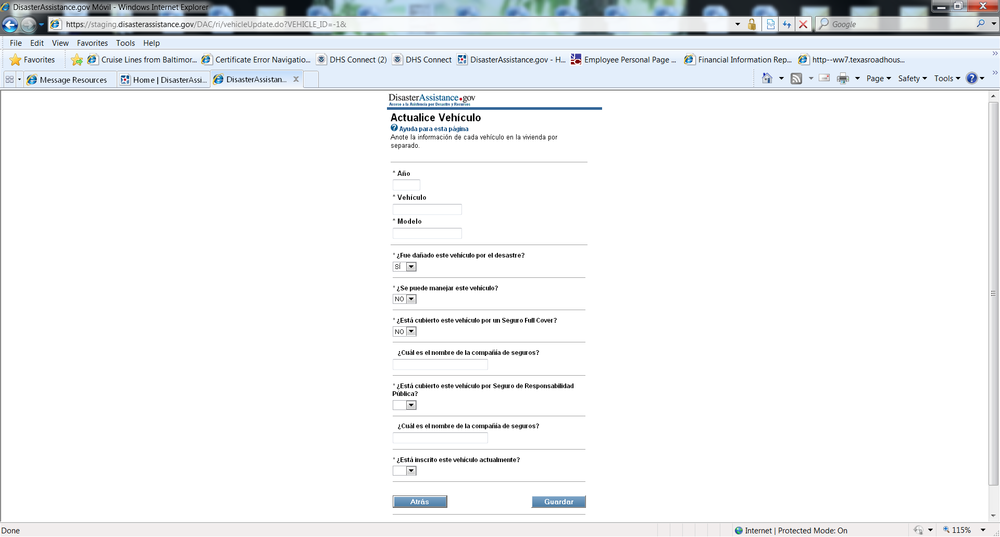 DisasterAssistance.gov Móvil - Windows Internet Explorer
https://staging.disasterassistance.gov/DAC/ri/vehicleUpdate.do?VEHICLE_ID=-1&
Google
File Edit View Favorites Tools Help
Favorites Cruise Lines from Baltimor... Certificate Error Navigatio... DHS Connect (2) DHS Connect DisasterAssistance.gov - H... Employee Personal Page ... Financial Information Rep... http--ww7.texasroadhous...
Message Resources Home | DisasterAssi... DisasterAssistan... Page Safety Tools
DisasterAssistance.gov
Acceso a la Asistencia por Desastre y Recursos
Actualice Vehículo
Ayuda para esta página
Anote la información de cada vehículo en la vivienda por
separado.
* Año
* Vehículo
* Modelo
* ¿Fue dañado este vehículo por el desastre?
SÍ
* ¿Se puede manejar este vehículo?
NO
* ¿Está cubierto este vehículo por un Seguro Full Cover?
NO
¿Cuál es el nombre de la compañía de seguros?
* ¿Está cubierto este vehículo por Seguro de Responsabilidad
Pública?
¿Cuál es el nombre de la compañía de seguros?
* ¿Está inscrito este vehículo actualmente?
Atrás Guardar
Done Internet | Protected Mode: On 115%